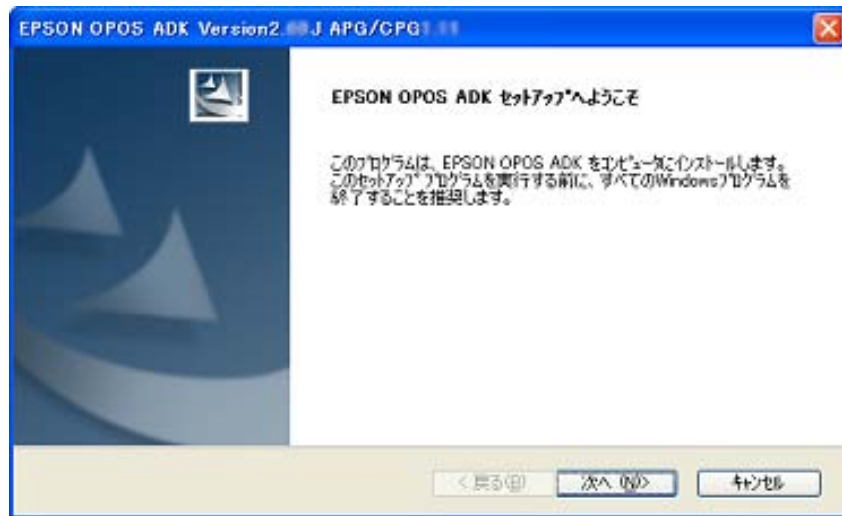 EPSON OPOS ADK Version2. J APG/CPG
EPSON OPOS ADK ｾｯﾄｱｯﾌﾟへようこそ
このﾌﾟﾛｸﾞﾗﾑは、EPSON OPOS ADK をｺﾝﾋﾟｭｰﾀにｲﾝｽﾄｰﾙします。
このｾｯﾄｱｯﾌﾟ ﾌﾟﾛｸﾞﾗﾑを実行する前に、すべてのWindowsﾌﾟﾛｸﾞﾗﾑを
終了することを推奨します。
< 戻る(B)
次へ (N)>
ｷｬﾝｾﾙ